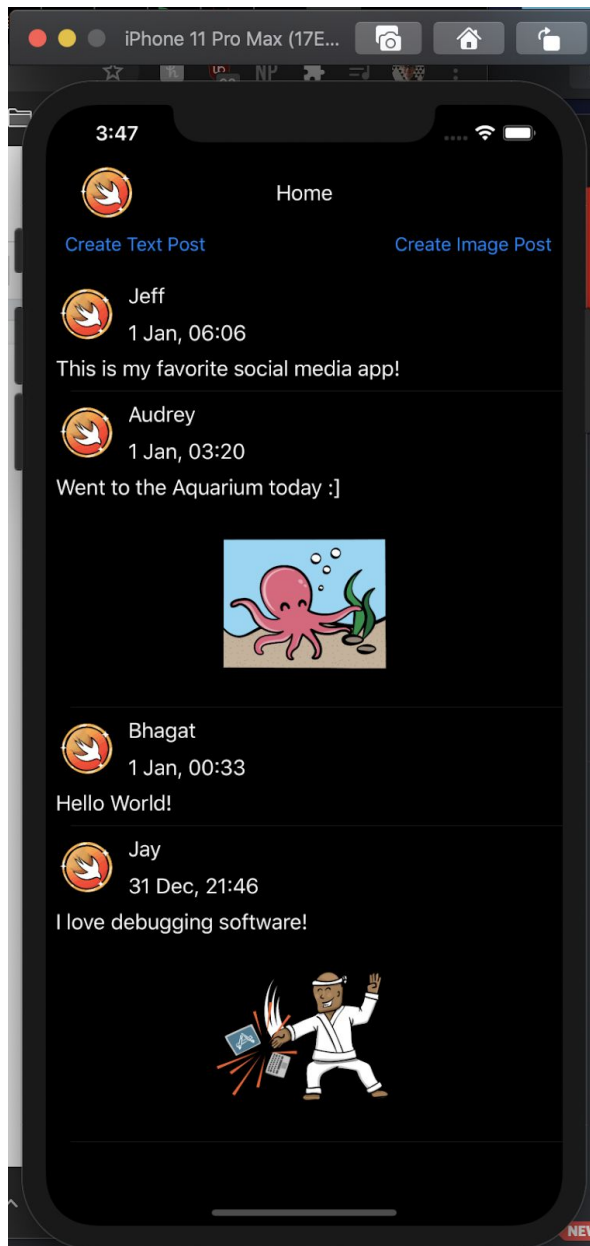 iPhone 11 Pro Max (17E...
NP
3:47
Home
Create Text Post
Create Image Post
Jeff
1 Jan, 06:06
This is my favorite social media app!
Audrey
1 Jan, 03:20
Went to the Aquarium today :]
Bhagat
1 Jan, 00:33
Hello World!
Jay
31 Dec, 21:46
I love debugging software!
NEW